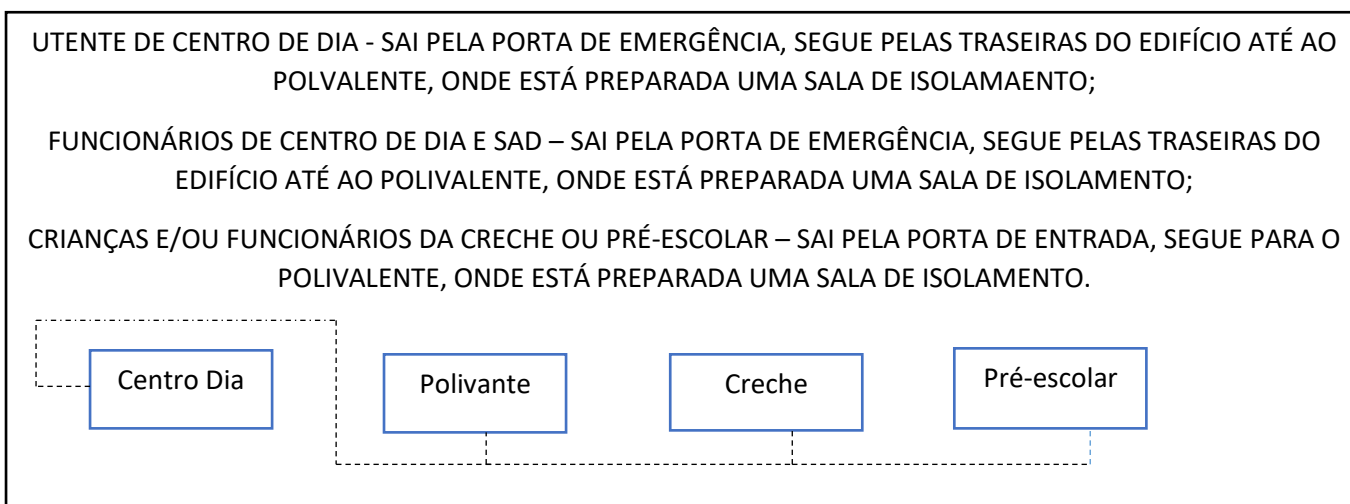 UTENTE DE CENTRO DE DIA - SAI PELA PORTA DE EMERGÊNCIA, SEGUE PELAS TRASEIRAS DO EDIFÍCIO ATÉ AO
POLVALENTE, ONDE ESTÁ PREPARADA UMA SALA DE ISOLAMAENTO;
FUNCIONÁRIOS DE CENTRO DE DIA E SAD – SAI PELA PORTA DE EMERGÊNCIA, SEGUE PELAS TRASEIRAS DO
EDIFÍCIO ATÉ AO POLIVALENTE, ONDE ESTÁ PREPARADA UMA SALA DE ISOLAMENTO;
CRIANÇAS E/OU FUNCIONÁRIOS DA CRECHE OU PRÉ-ESCOLAR – SAI PELA PORTA DE ENTRADA, SEGUE PARA O
POLIVALENTE, ONDE ESTÁ PREPARADA UMA SALA DE ISOLAMENTO.
Centro Dia
Polivante
Creche
Pré-escolar